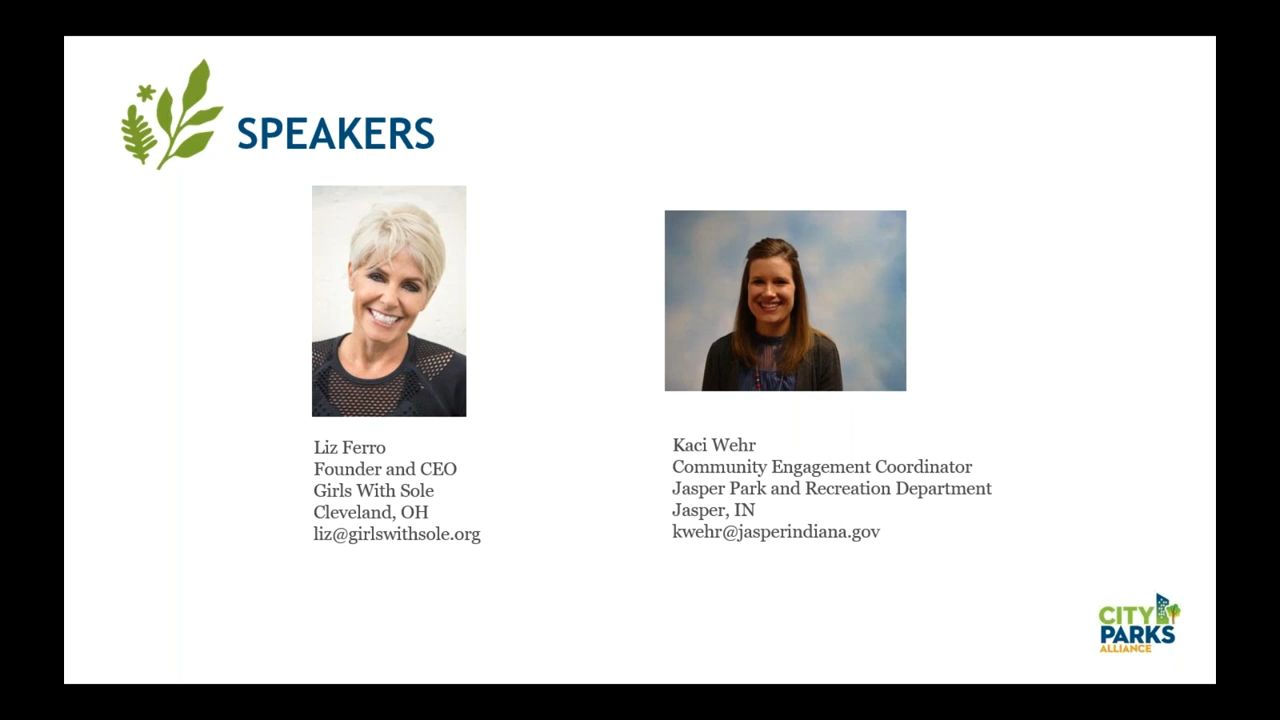 SPEAKERS
Liz Ferro
Founder and CEO
Girls With Sole
Cleveland, OH
liz@girlswithsole.org
Kaci Wehr
Community Engagement Coordinator
Jasper Park and Recreation Department
Jasper, IN
kwehr@jasperindiana.gov
CITY
PARKS
ALLIANCE